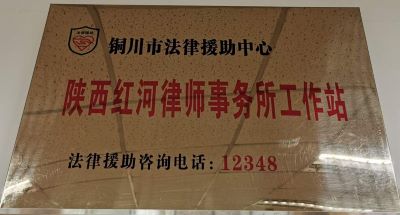 铜川市法律援助中心
陕西红河律师事务所工作站
法律援助咨询电话：12348